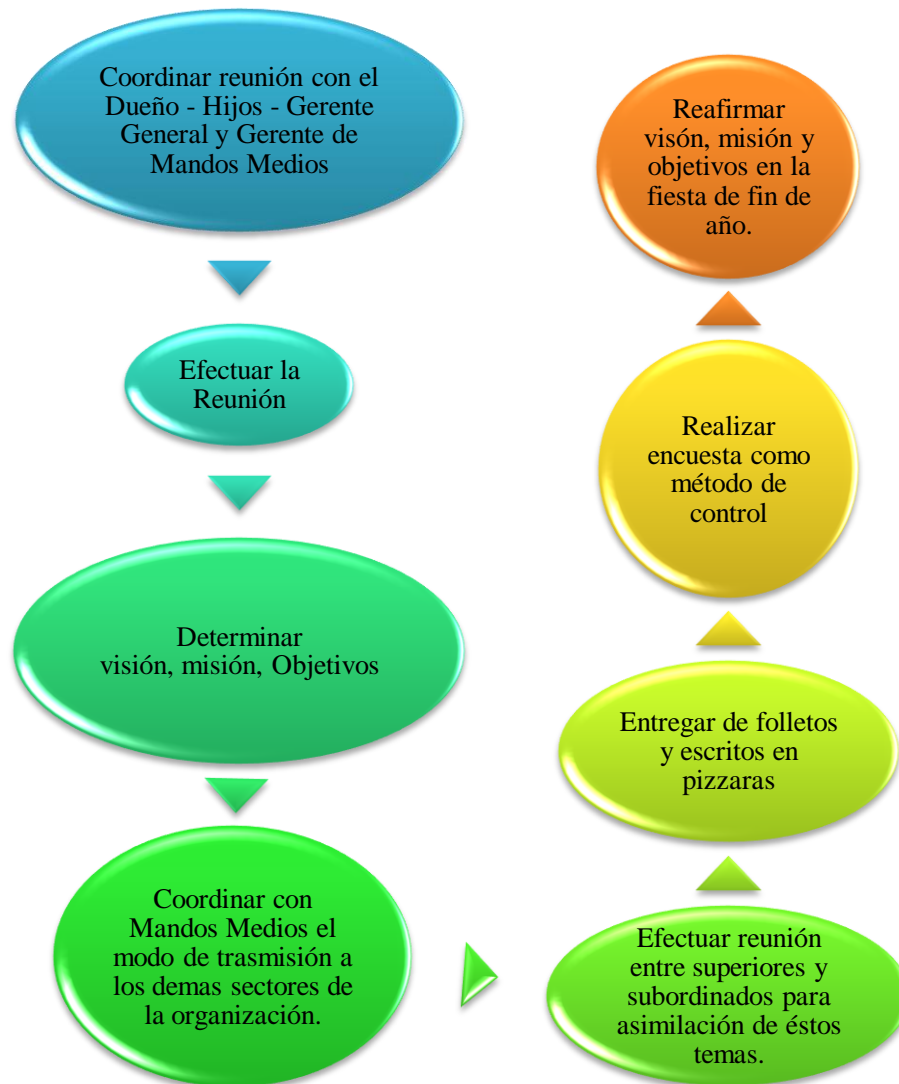 Coordinar reunión con el
Dueño - Hijos - Gerente
General y Gerente de
Mandos Medios
Efectuar la
Reunión
Determinar
visión, misión, Objetivos
Coordinar con
Mandos Medios el
modo de trasmisión a
los demas sectores de
la organización.
Efectuar reunión
entre superiores y
subordinados para
asimilación de éstos
temas.
Entregar de folletos
y escritos en
pizzaras
Realizar
encuesta como
método de
control
Reafirmar
visón, misión y
objetivos en la
fiesta de fin de
año.